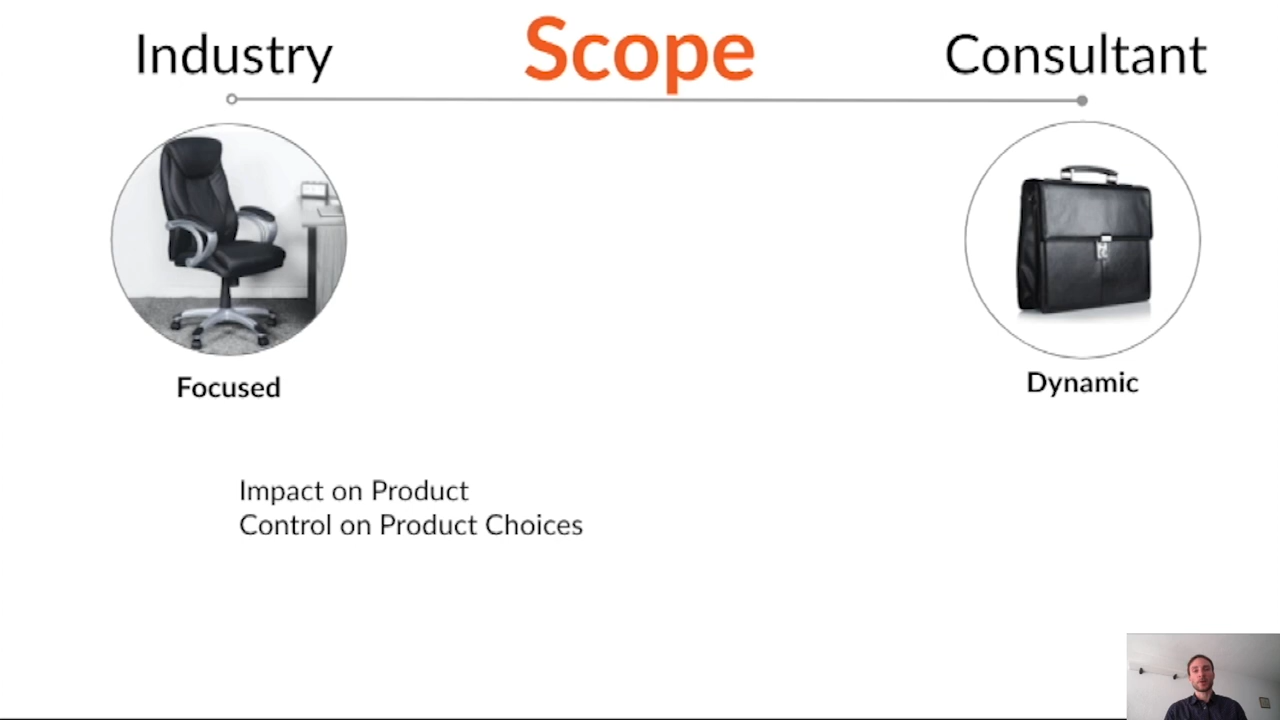 Industry
Scope
Consultant
Focused
Dynamic
Impact on Product
Control on Product Choices